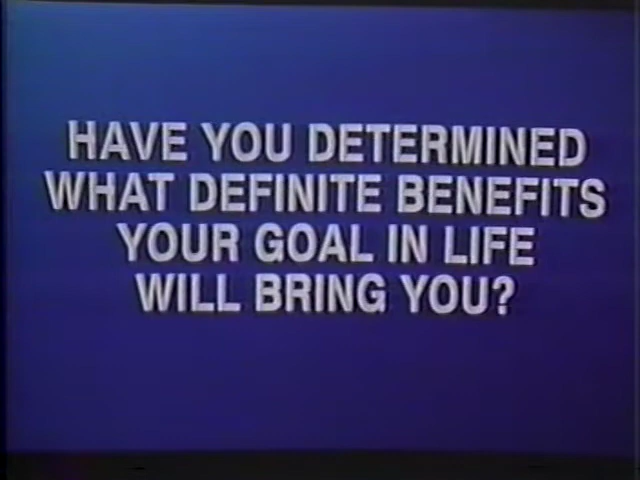 HAVE YOU DETERMINED
WHAT DEFINITE BENEFITS
YOUR GOAL IN LIFE
WILL BRING YOU?